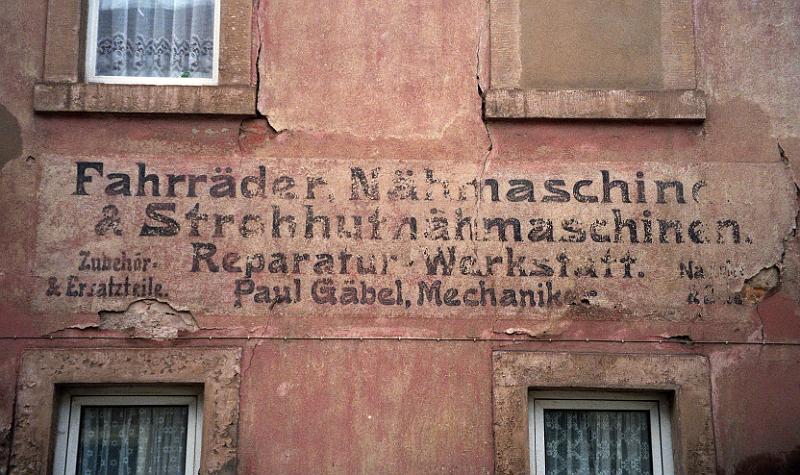 Fahrräder, Nähmaschinen
& Strohhutnähmaschinen.
Reparatur-Werkstatt.
Zubehör-
& Ersatzteile.
Paul Gäbel, Mechaniker